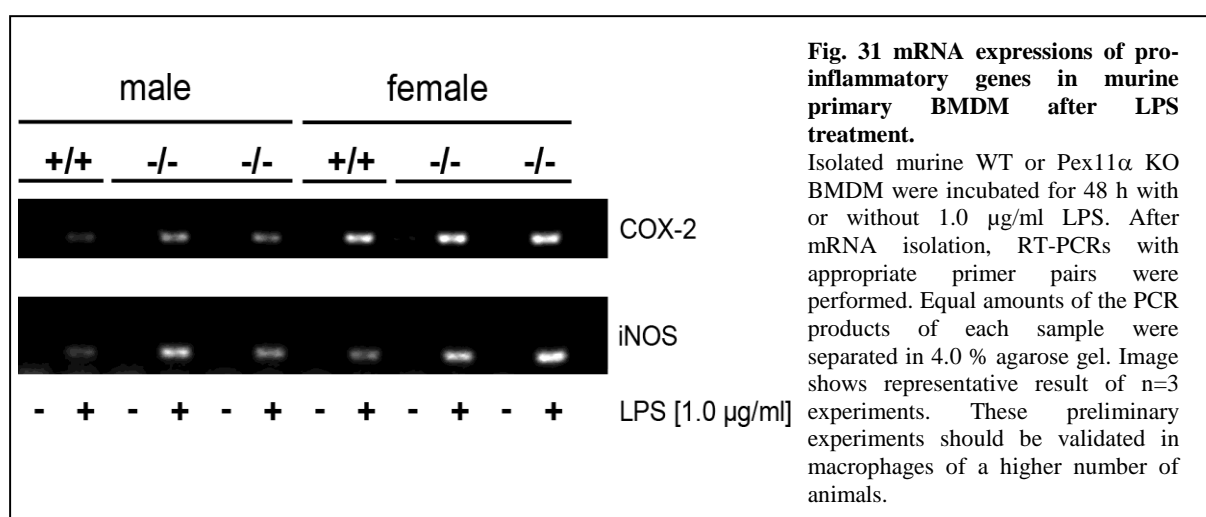 male female
+/+ -/- -/- +/+ -/- -/-
COX-2
iNOS
- + - + - + - + - + - + LPS [1.0 µg/ml]
Fig. 31 mRNA expressions of pro-
inflammatory genes in murine
primary BMDM after LPS
treatment.
Isolated murine WT or Pex11α KO
BMDM were incubated for 48 h with
or without 1.0 µg/ml LPS. After
mRNA isolation, RT-PCRs with
appropriate primer pairs were
performed. Equal amounts of the PCR
products of each sample were
separated in 4.0 % agarose gel. Image
shows representative result of n=3
experiments. These preliminary
experiments should be validated in
macrophages of a higher number of
animals.